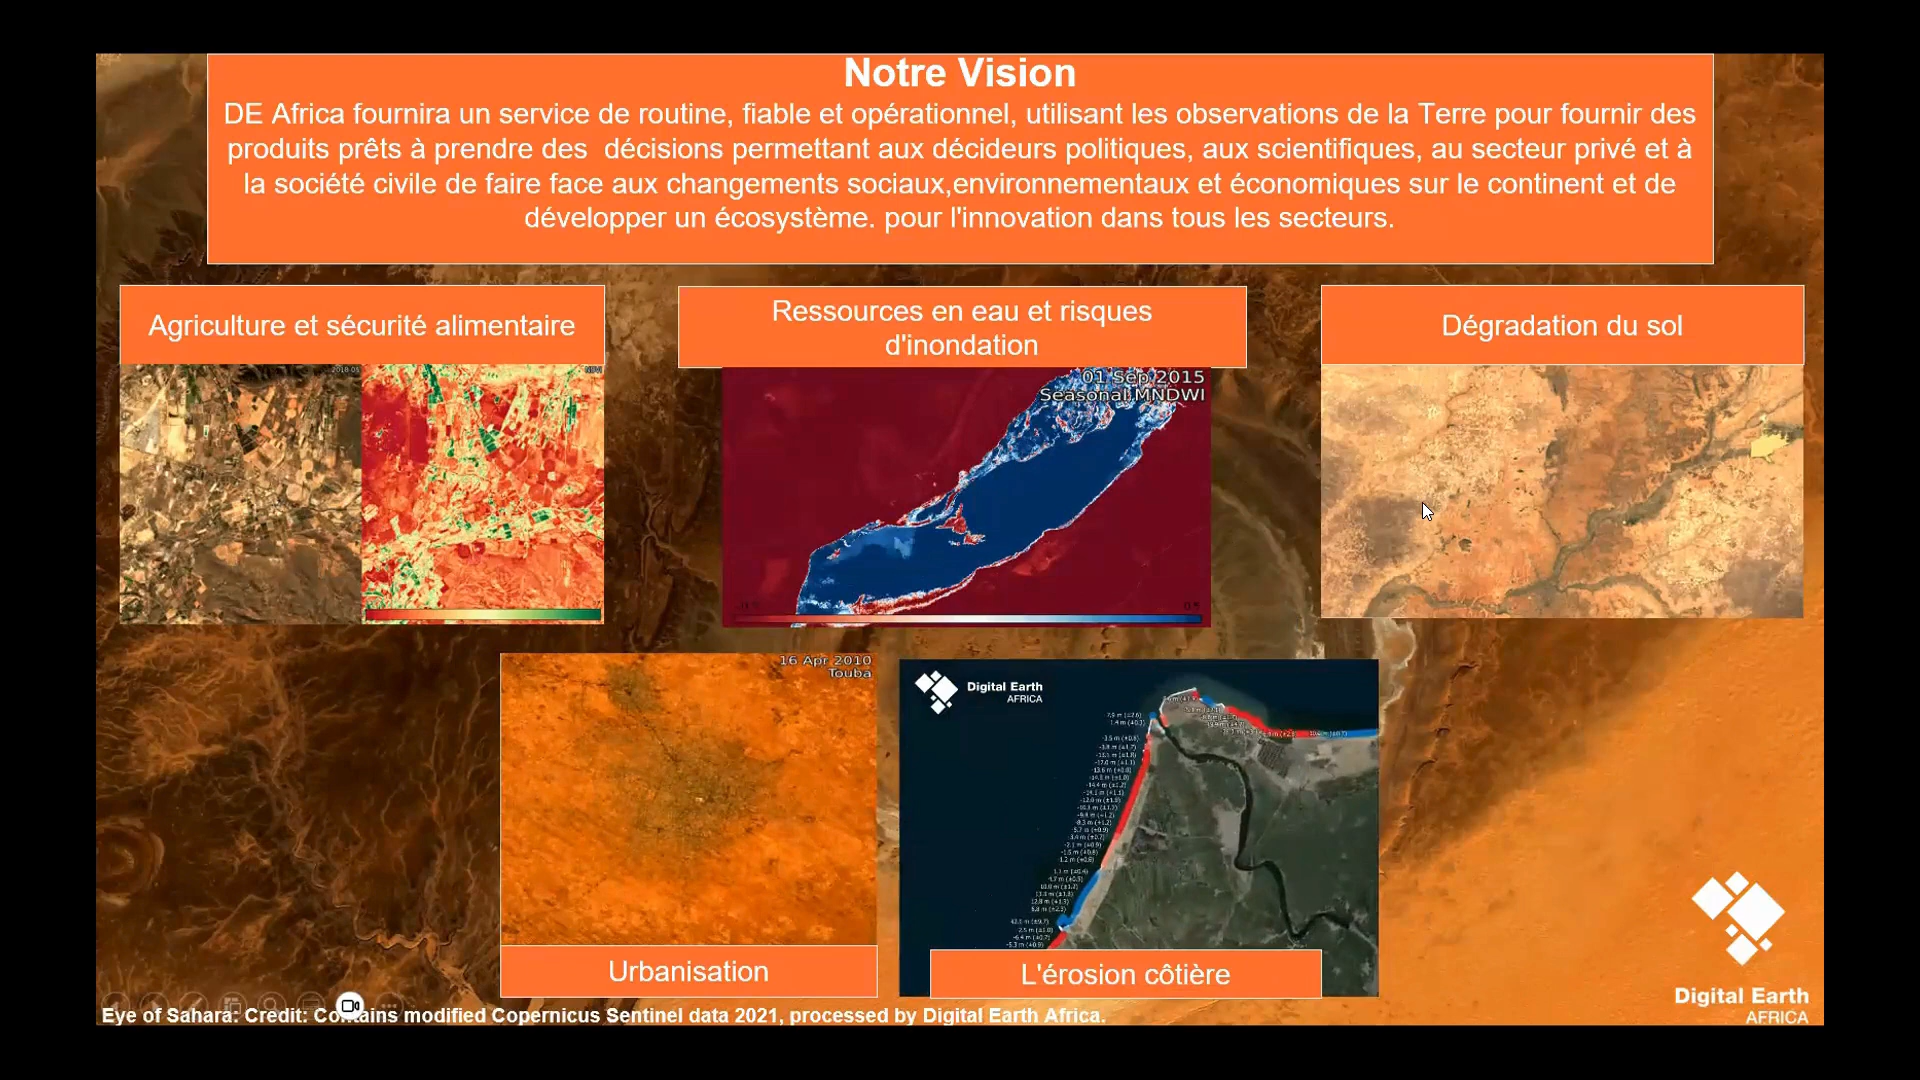 Notre Vision
DE Africa fournira un service de routine, fiable et opérationnel, utilisant les observations de la Terre pour fournir des
produits prêts à prendre des  décisions permettant aux décideurs politiques, aux scientifiques, au secteur privé et à
la société civile de faire face aux changements sociaux,environnementaux et économiques sur le continent et de
développer un écosystème. pour l'innovation dans tous les secteurs.
Agriculture et sécurité alimentaire
Ressources en eau et risques
d'inondation
Dégradation du sol
NDVI
01 Sep 2015
Seasonal MNDWI
0.5
16 Apr 2010
Touba
Urbanisation
Digital Earth
AFRICA
L'érosion côtière
Digital Earth
AFRICA
Eye of Sahara. Credit: Contains modified Copernicus Sentinel data 2021, processed by Digital Earth Africa.